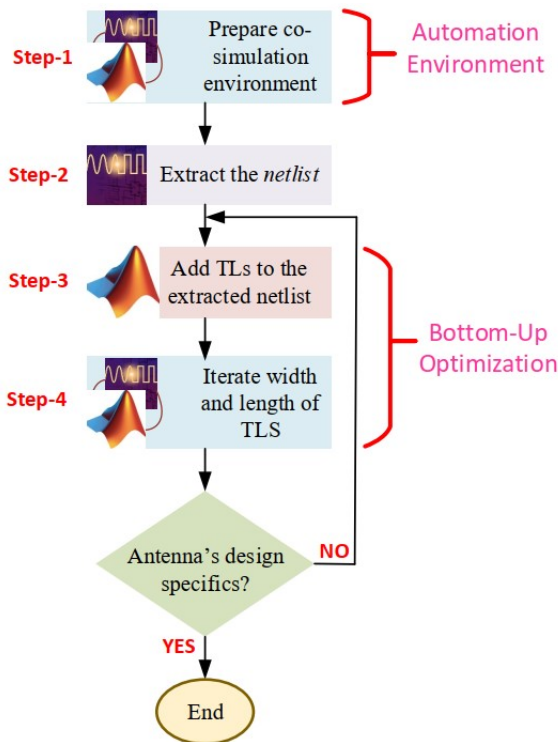 Step-1
Prepare co-
simulation
environment
Automation
Environment
Step-2
Extract the netlist
Step-3
Add TLs to the
extracted netlist
Bottom-Up
Optimization
Step-4
Iterate width
and length of
TLS
Antenna's design
specifics?
NO
YES
End